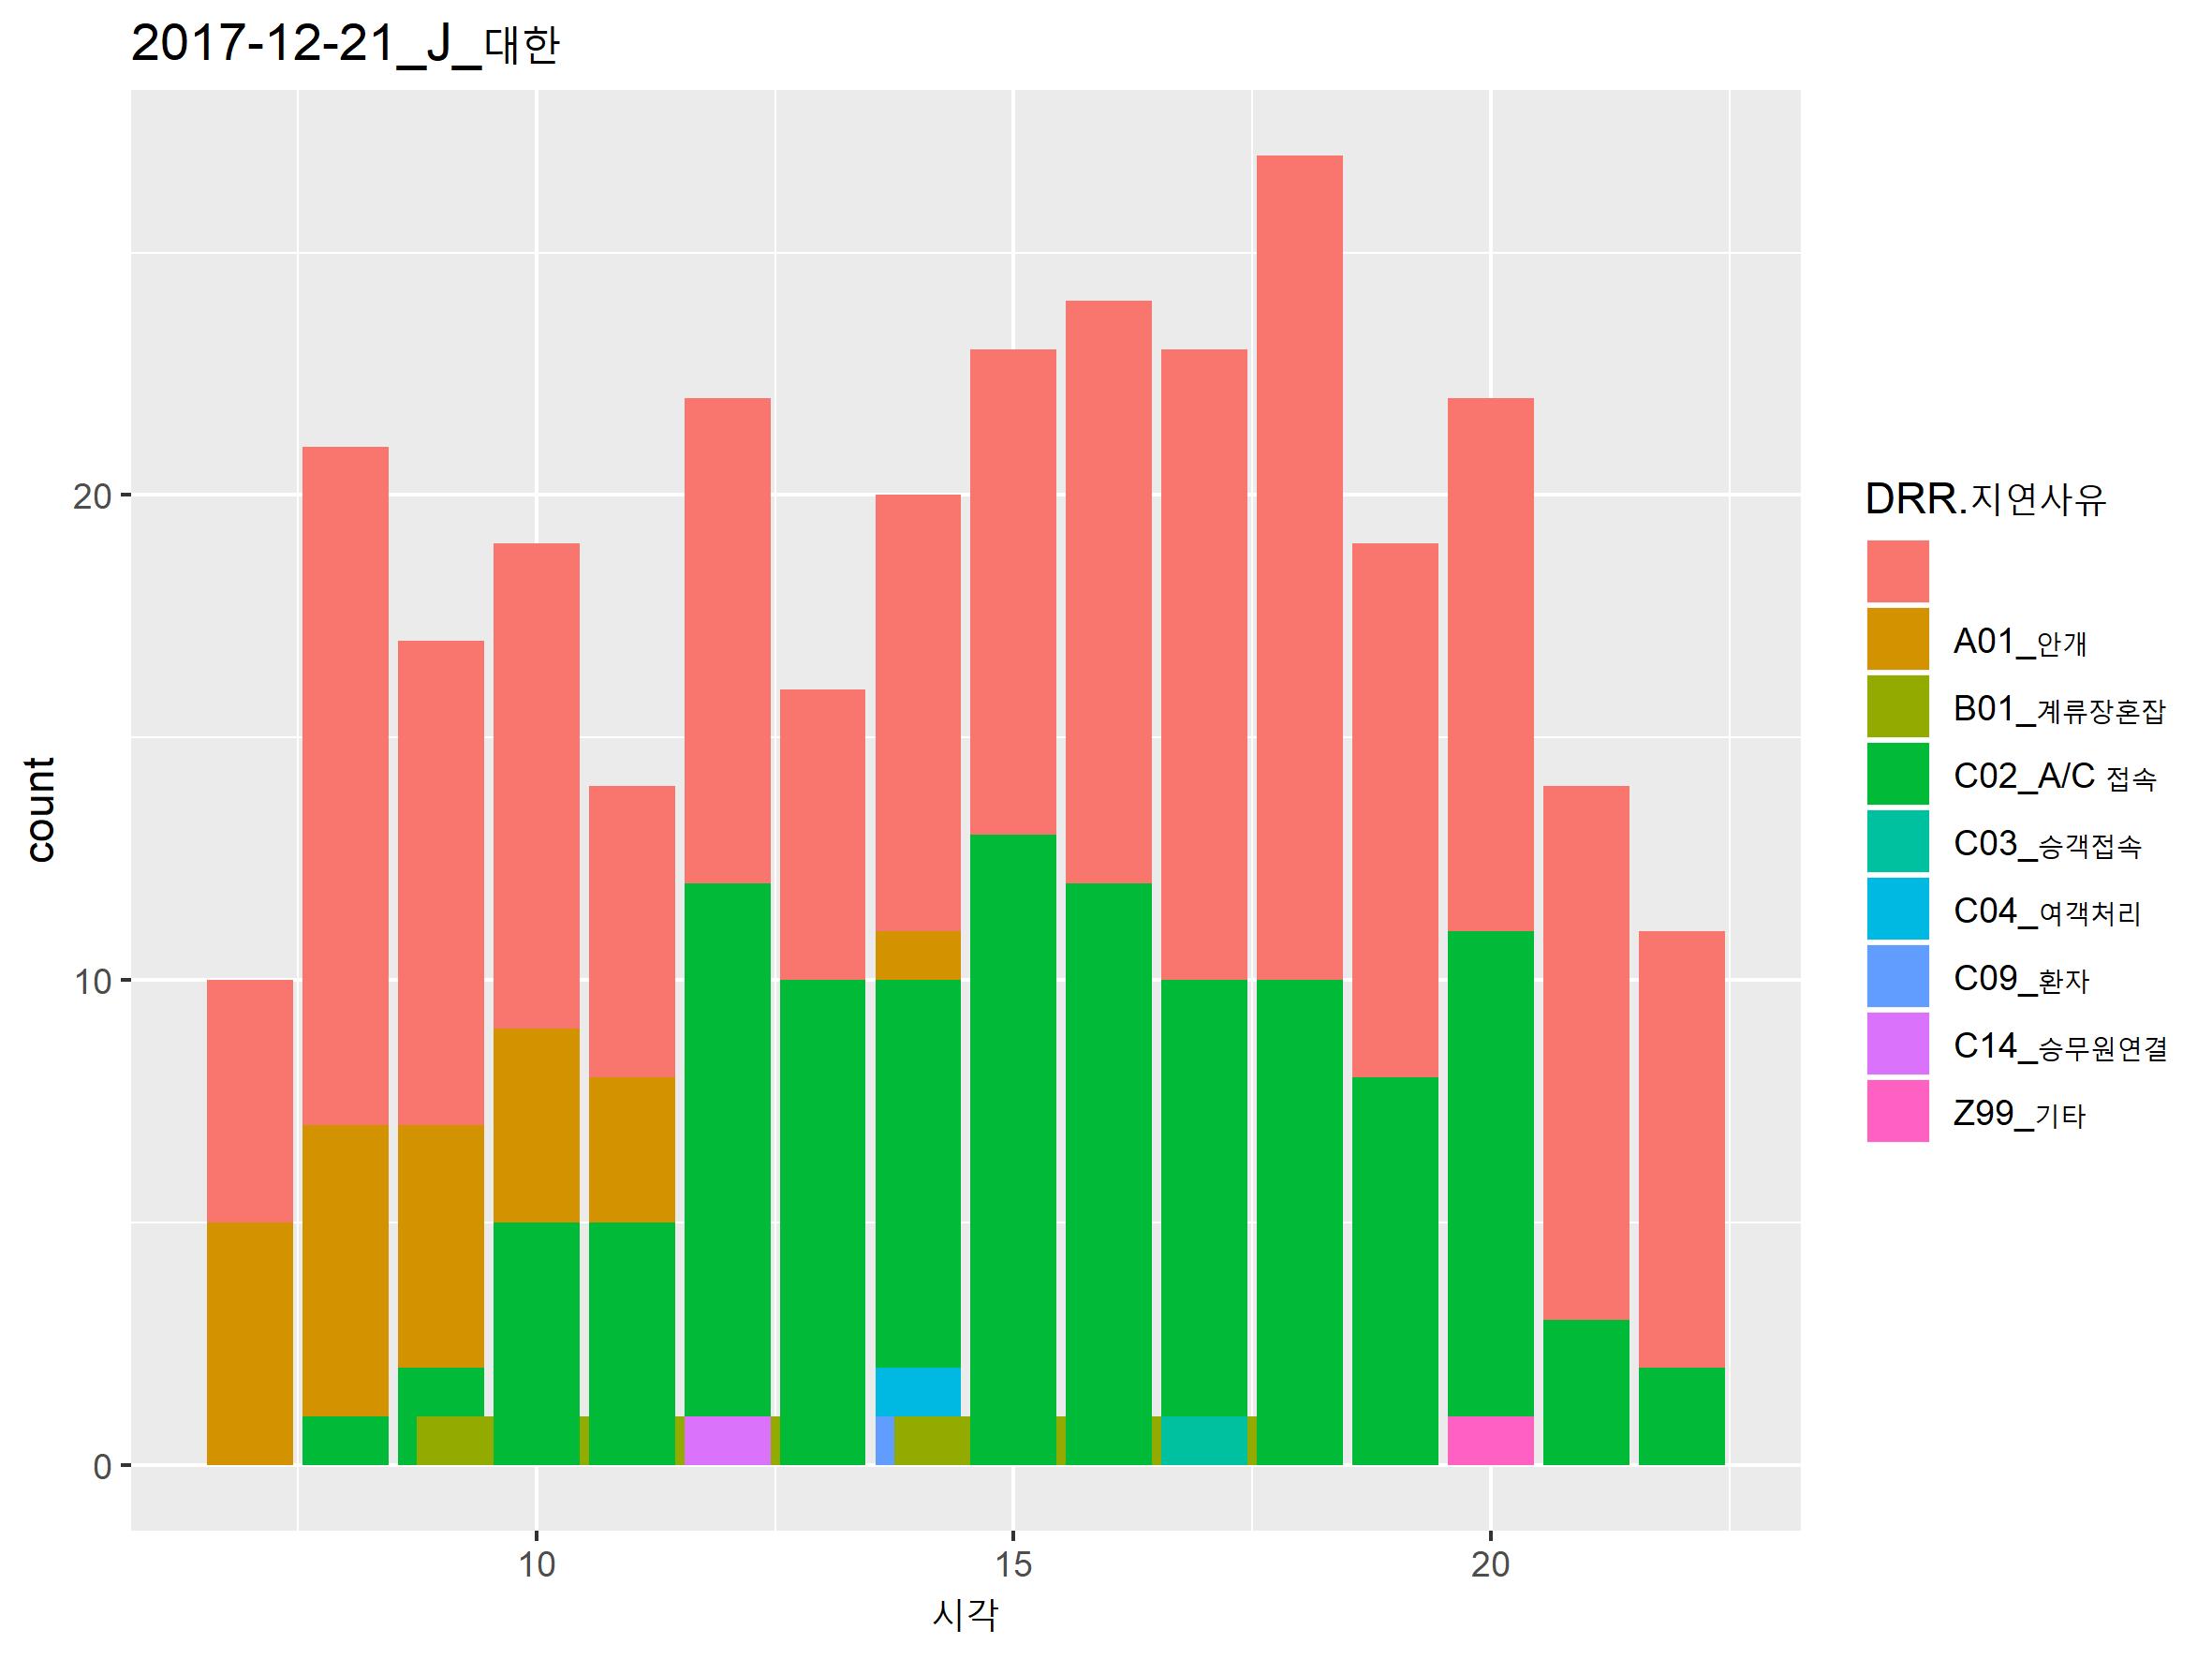 2017-12-21_J_대한
count
20
10
0
10
15
20
시각
DRR.지연사유
A01_안개
B01_계류장혼잡
C02_A/C 접속
C03_승객접속
C04_여객처리
C09_환자
C14_승무원연결
Z99_기타